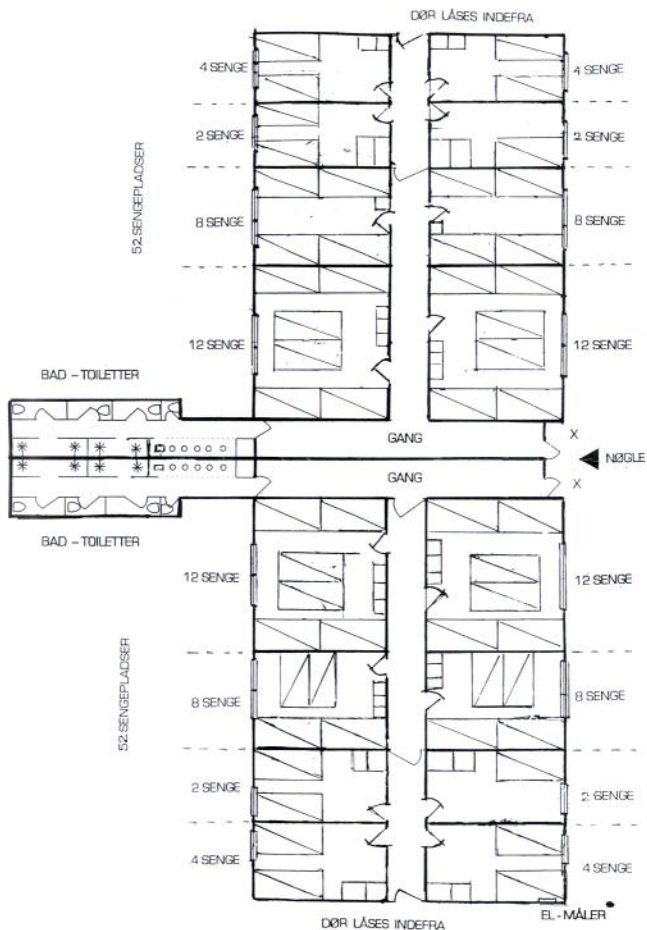 DØR LÅSES INDEFRA
4 SENGE
4 SENGE
2 SENGE
2 SENGE
52.SENGEPLADSER
8 SENGE
8 SENGE
12 SENGE
12 SENGE
BAD - TOILETTER
GANG
X
NØGLE
GANG
X
BAD - TOILETTER
12 SENGE
12 SENGE
52.SENGEPLADSER
8 SENGE
8 SENGE
2 SENGE
2 SENGE
4 SENGE
4 SENGE
DØR LÅSES INDEFRA
EL - MÅLER